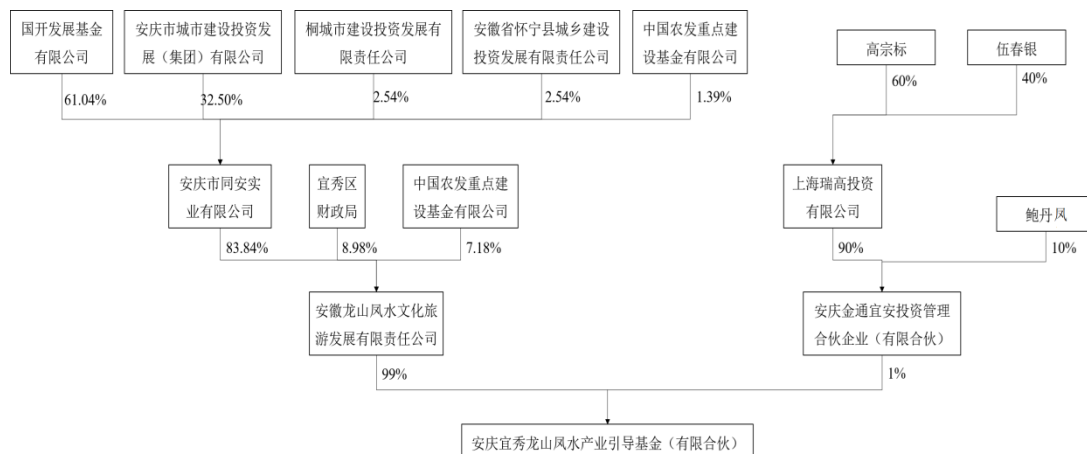 国开发展基金
有限公司
安庆市城市建设投资发
展（集团）有限公司
桐城市建设投资发展有
限责任公司
安徽省怀宁县城乡建设
投资发展有限责任公司
中国农发重点建
设基金有限公司
高宗标
伍春银
61.04%
32.50%
2.54%
2.54%
1.39%
60%
40%
安庆市同安实
业有限公司
宜秀区
财政局
中国农发重点建
设基金有限公司
上海瑞高投资
有限公司
鲍丹凤
83.84%
8.98%
7.18%
90%
10%
安徽龙山凤水文化旅
游发展有限责任公司
安庆金通宜安投资管理
合伙企业（有限合伙）
99%
1%
安庆宜秀龙山凤水产业引导基金（有限合伙）